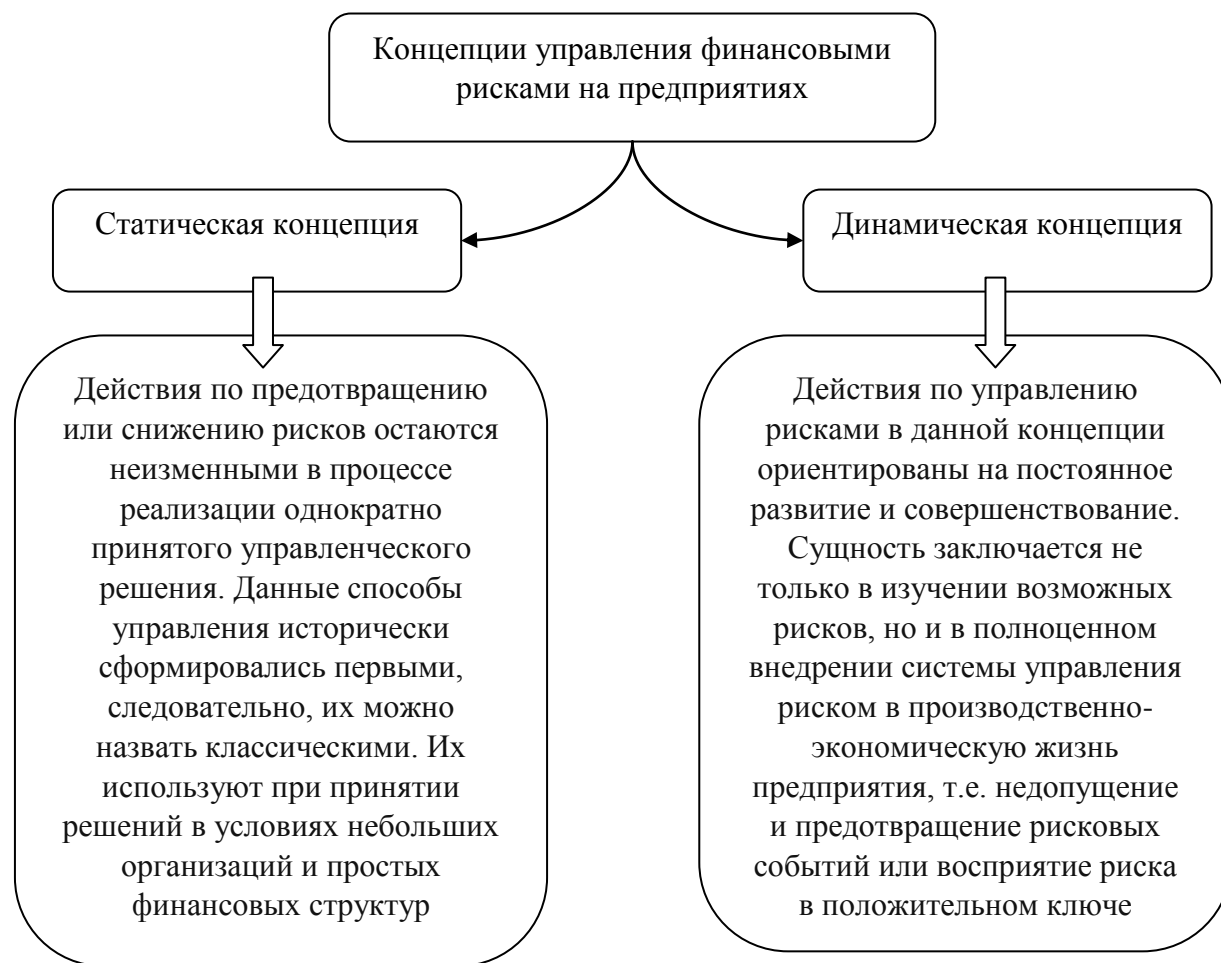 Концепции управления финансовыми
рисками на предприятиях
Статическая концепция
Динамическая концепция
Действия по предотвращению
или снижению рисков остаются
неизменными в процессе
реализации однократно
принятого управленческого
решения. Данные способы
управления исторически
сформировались первыми,
следовательно, их можно
назвать классическими. Их
используют при принятии
решений в условиях небольших
организаций и простых
финансовых структур
Действия по управлению
рисками в данной концепции
ориентированы на постоянное
развитие и совершенствование.
Сущность заключается не
только в изучении возможных
рисков, но и в полноценном
внедрении системы управления
риском в производственно-
экономическую жизнь
предприятия, т.е. недопущение
и предотвращение рисковых
событий или восприятие риска
в положительном ключе